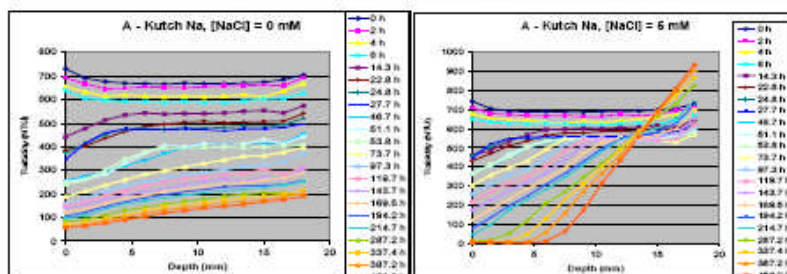 A - Kutch Na, [NaCl] = 0 mM
800
700
600
500
400
300
200
100
0
Turbidity (NTU)
0
5
10
15
20
Depth (mm)
0 h
2 h
4 h
6 h
14.3 h
22.8 h
24.8 h
27.7 h
46.7 h
51.1 h
53.8 h
73.7 h
97.3 h
119.7 h
143.7 h
169.5 h
194.2 h
214.7 h
287.2 h
337.4 h
387.2 h
A - Kutch Na, [NaCl] = 5 mM
1000
900
800
700
600
500
400
300
200
100
0
Turbidity (NTU)
0
5
10
15
20
Depth (mm)
0 h
2 h
4 h
6 h
14.3 h
22.8 h
24.8 h
27.7 h
46.7 h
51.1 h
53.8 h
73.7 h
97.3 h
119.7 h
143.7 h
169.5 h
194.2 h
214.7 h
287.2 h
337.4 h
387.2 h